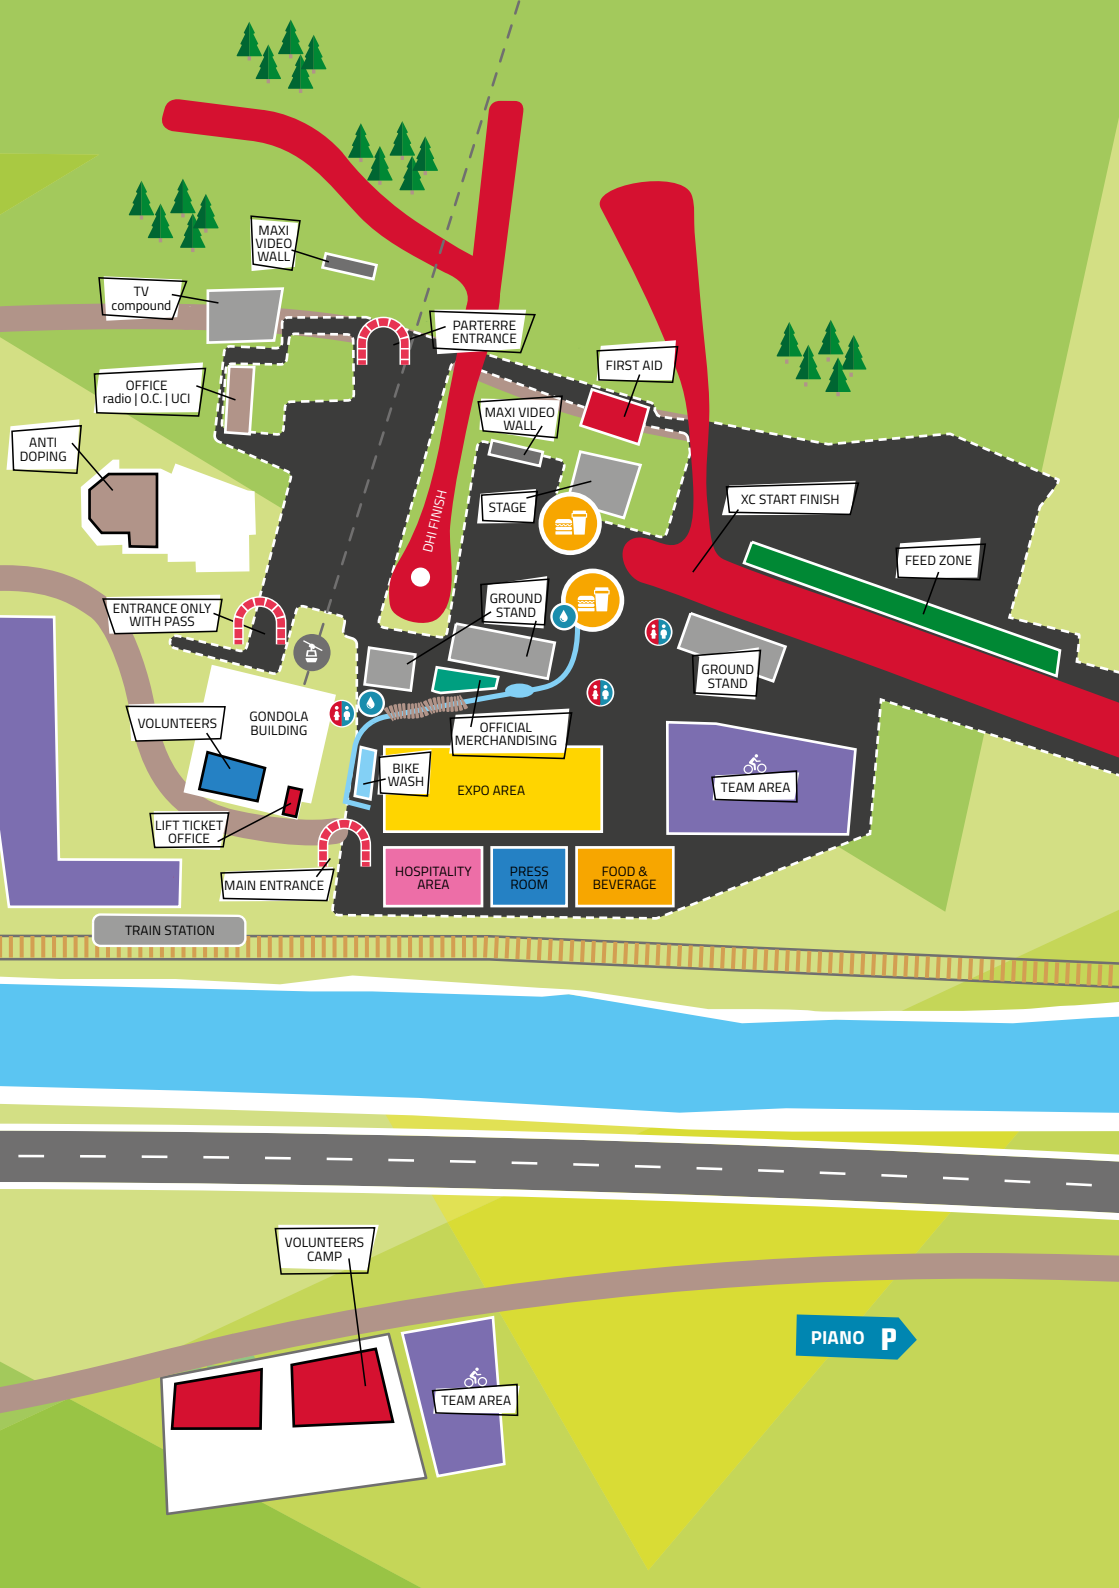 MAXI
VIDEO
WALL
TV
compound
PARTERRE
ENTRANCE
FIRST AID
OFFICE
radio | O.C. | UCI
MAXI VIDEO
WALL
ANTI
DOPING
STAGE
XC START FINISH
DHI FINISH
FEED ZONE
ENTRANCE ONLY
WITH PASS
GROUND
STAND
GROUND
STAND
VOLUNTEERS
GONDOLA
BUILDING
OFFICIAL
MERCHANDISING
BIKE
WASH
EXPO AREA
TEAM AREA
LIFT TICKET
OFFICE
MAIN ENTRANCE
HOSPITALITY
AREA
PRESS
ROOM
FOOD &
BEVERAGE
TRAIN STATION
VOLUNTEERS
CAMP
PIANO P
TEAM AREA